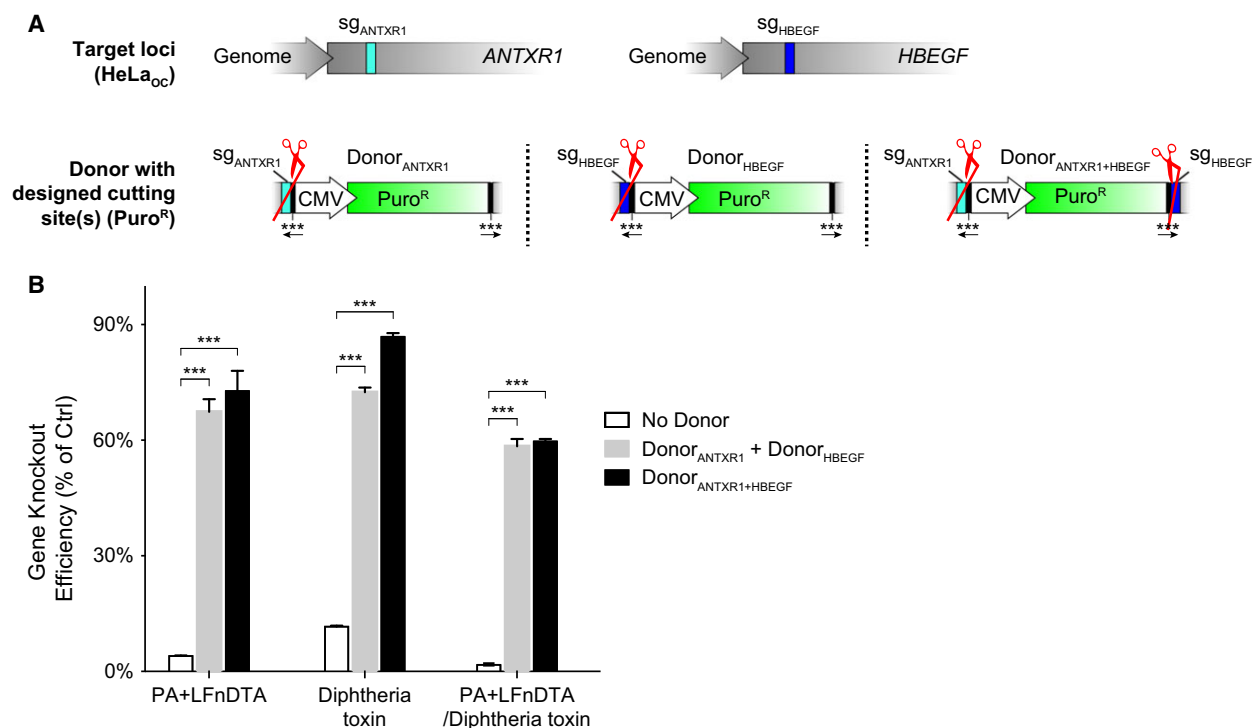 A
Target loci
(HeLaOC)
Genome
sgANTXR1
ANTXR1
Genome
sgHBEGF
HBEGF
Donor with
designed cutting
site(s) (PuroR)
sgANTXR1
DonorANTXR1
CMV
PuroR
***
***
sgHBEGF
DonorHBEGF
CMV
PuroR
***
***
sgANTXR1
DonorANTXR1+HBEGF
sgHBEGF
CMV
PuroR
***
***
B
Gene Knockout
Efficiency (% of Ctrl)
90%
60%
30%
0%
***
***
***
***
***
***
PA+LFnDTA
Diphtheria
toxin
PA+LFnDTA
/Diphtheria toxin
No Donor
DonorANTXR1 + DonorHBEGF
DonorANTXR1+HBEGF